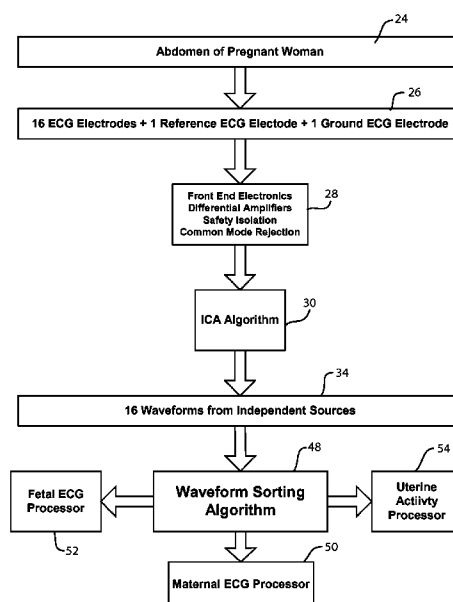 24
Abdomen of Pregnant Woman
26
16 ECG Electrodes + 1 Reference ECG Electode + 1 Ground ECG Electrode
28
Front End Electronics
Differential Amplifiers
Safety Isolation
Common Mode Rejection
30
ICA Algorithm
34
16 Waveforms from Independent Sources
48
54
Fetal ECG
Processor
52
Waveform Sorting
Algorithm
Uterine
Actiivty
Processor
50
Maternal ECG Processor